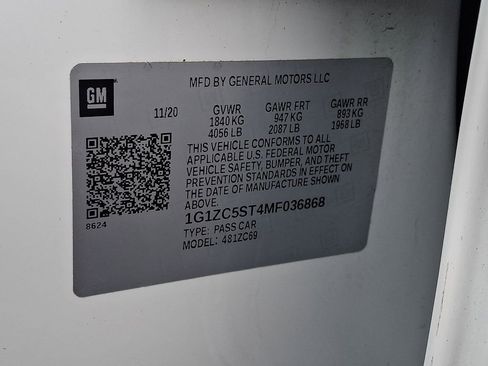 MFD BY GENERAL MOTORS LLC
GM
11/20 GVWR GAWR FRT GAWR RR
1840 KG 947 KG 893 KG
4056 LB 2087 LB 1968 LB
THIS VEHICLE CONFORMS TO ALL
APPLICABLE U.S. FEDERAL MOTOR
VEHICLE SAFETY, BUMPER, AND THEFT
PREVENTION STANDARDS IN EFFECT ON
THE DATE OF MANUFACTURE SHOWN
ABOVE.
8624
1G1ZC5ST4MF036868
TYPE: PASS CAR
MODEL: 481ZC69